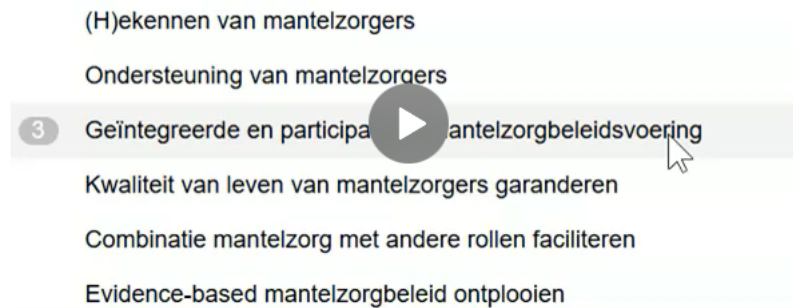 (H)ekennen van mantelzorgers
Ondersteuning van mantelzorgers
3 Geïntegreerde en participa antelzorgbeleidsvoering
Kwaliteit van leven van mantelzorgers garanderen
Combinatie mantelzorg met andere rollen faciliteren
Evidence-based mantelzorgbeleid ontplooien